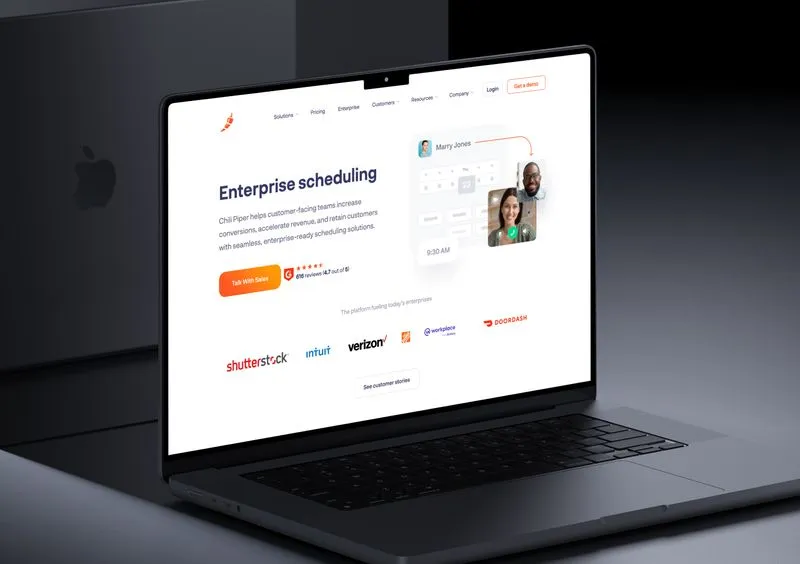 Solutions
Pricing
Enterprise
Customers
Resources
Company
Login
Get a demo
Marry Jones
Enterprise scheduling
Chili Piper helps customer-facing teams increase
conversions, accelerate revenue, and retain customers
with seamless, enterprise-ready scheduling solutions.
9:30 AM
Talk With Sales
616 reviews (4.7 out of 5)
The platform fueling today's enterprises
shutterstock
intuit
verizon
workplace
DOORDASH
See customer stories